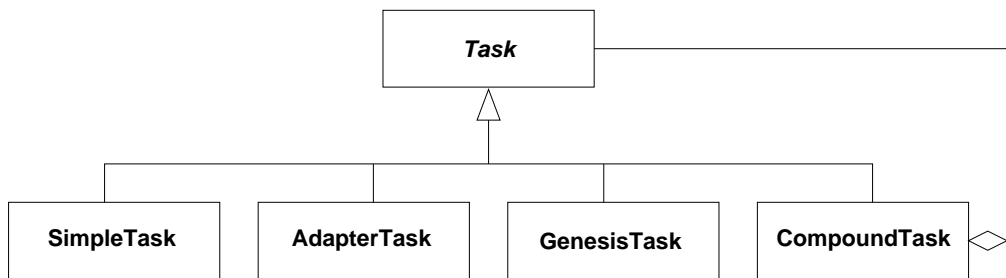 Task
SimpleTask
AdapterTask
GenesisTask
CompoundTask